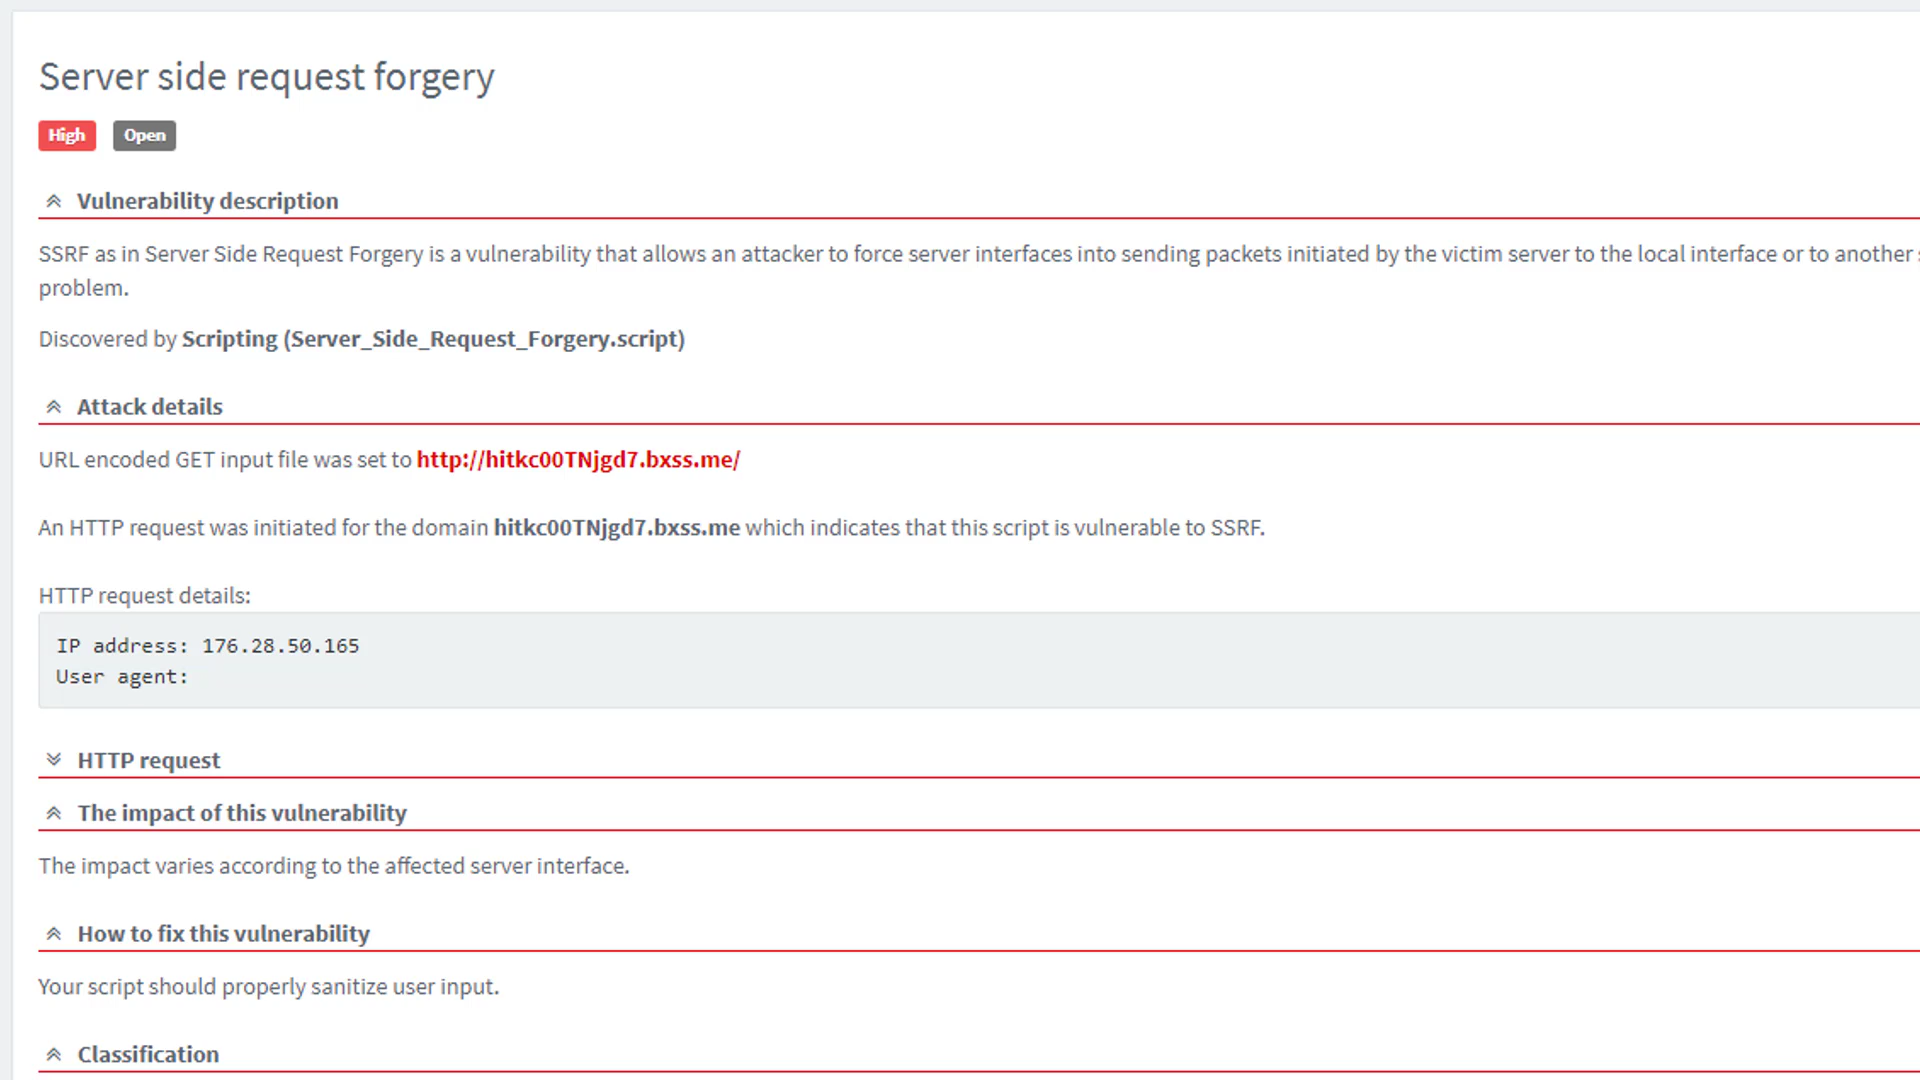 Server side request forgery
High Open
Vulnerability description
SSRF as in Server Side Request Forgery is a vulnerability that allows an attacker to force server interfaces into sending packets initiated by the victim server to the local interface or to another
problem.
Discovered by Scripting (Server_Side_Request_Forgery.script)
Attack details
URL encoded GET input file was set to http://hitkc00TNjgd7.bxss.me/
An HTTP request was initiated for the domain hitkc00TNjgd7.bxss.me which indicates that this script is vulnerable to SSRF.
HTTP request details:
IP address: 176.28.50.165
User agent:
HTTP request
The impact of this vulnerability
The impact varies according to the affected server interface.
How to fix this vulnerability
Your script should properly sanitize user input.
Classification